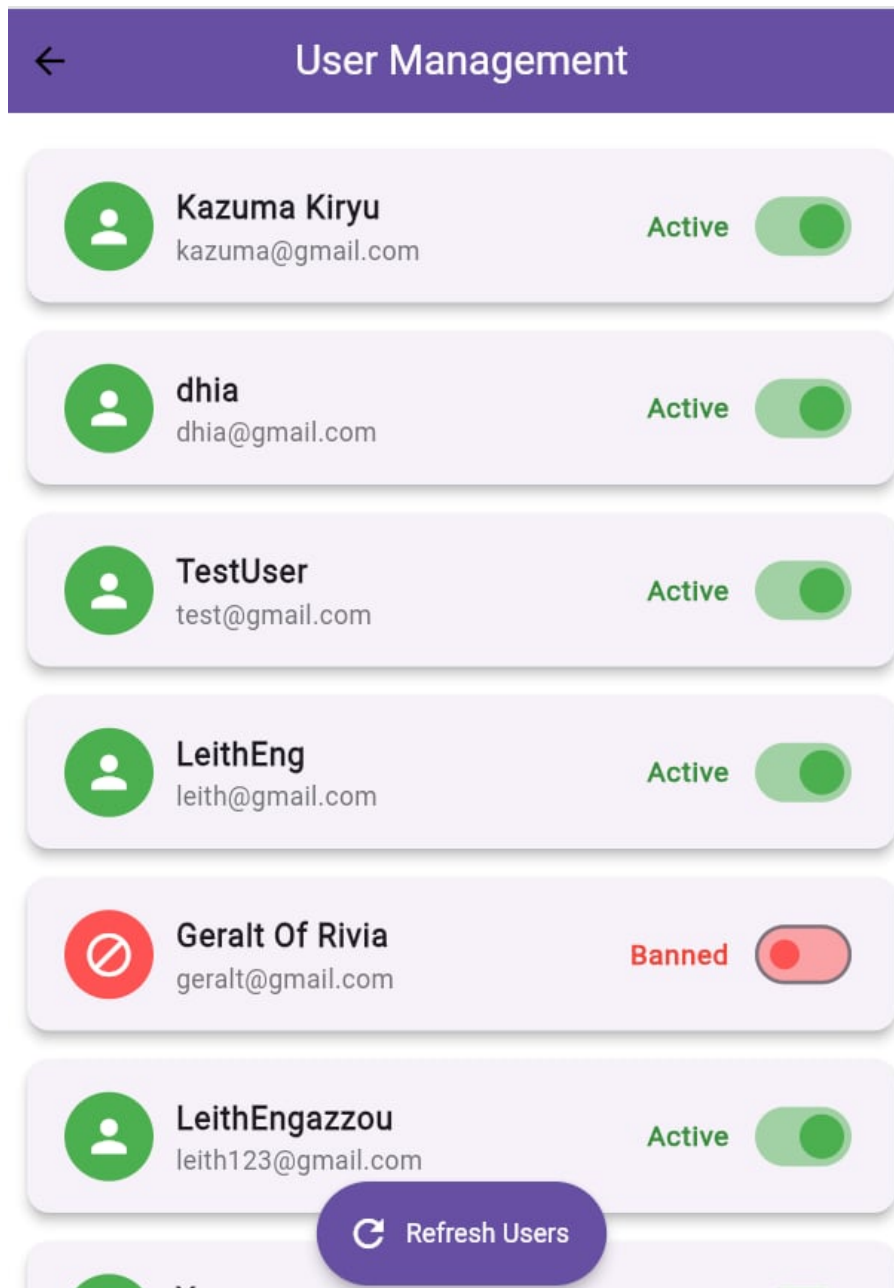 User Management
Kazuma Kiryu
kazuma@gmail.com
Active
dhia
dhia@gmail.com
Active
TestUser
test@gmail.com
Active
LeithEng
leith@gmail.com
Active
Geralt Of Rivia
geralt@gmail.com
Banned
LeithEngazzou
leith123@gmail.com
Active
Refresh Users